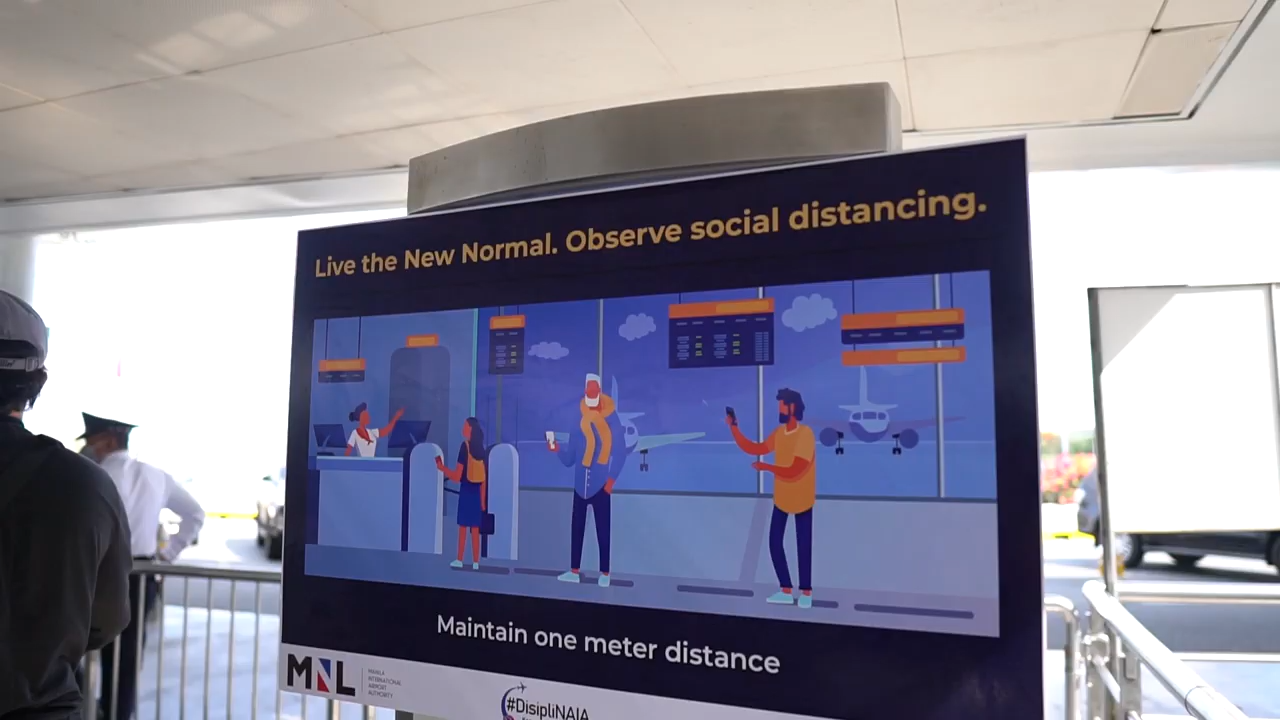 Live the New Normal. Observe social distancing.
Maintain one meter distance
MNL
MANILA
INTERNATIONAL
AIRPORT
AUTHORITY
#DisipliNAIA